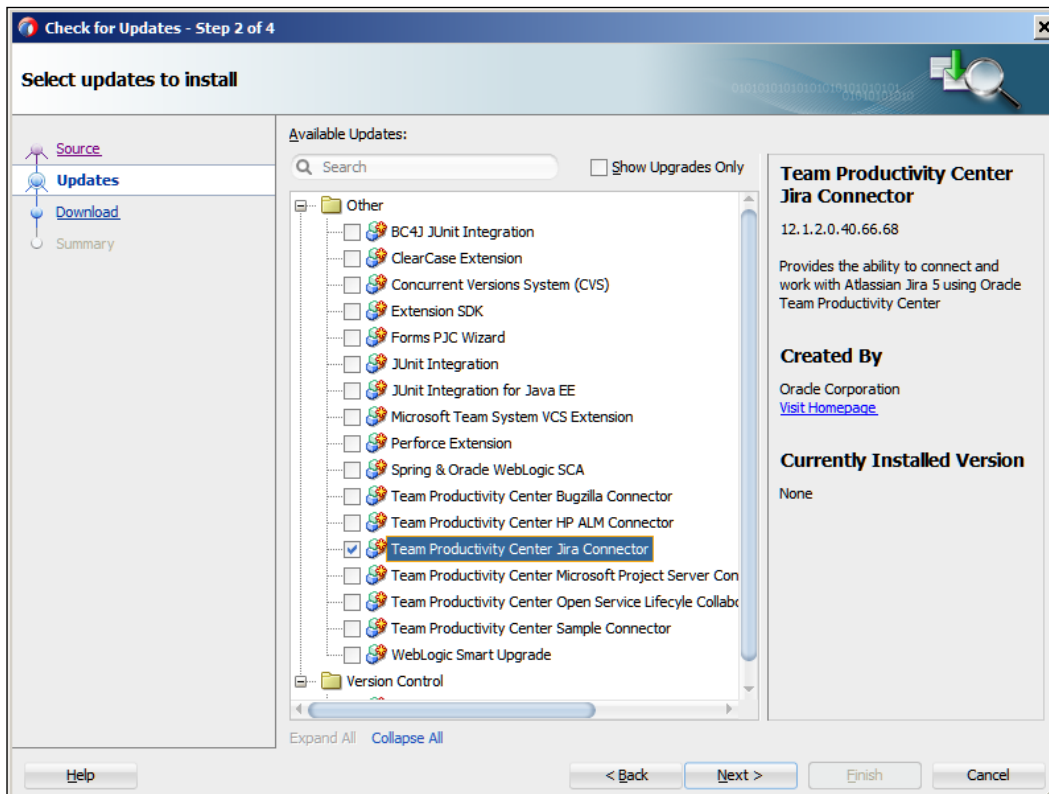 Check for Updates - Step 2 of 4
Select updates to install
Source
Updates
Download
Summary
Available Updates:
Search
Show Upgrades Only
Other
BC4J JUnit Integration
ClearCase Extension
Concurrent Versions System (CVS)
Extension SDK
Forms PJC Wizard
JUnit Integration
JUnit Integration for Java EE
Microsoft Team System VCS Extension
Perforce Extension
Spring & Oracle WebLogic SCA
Team Productivity Center Bugzilla Connector
Team Productivity Center HP ALM Connector
Team Productivity Center Jira Connector
Team Productivity Center Microsoft Project Server Con
Team Productivity Center Open Service Lifecyle Collabo
Team Productivity Center Sample Connector
WebLogic Smart Upgrade
Version Control
Expand All Collapse All
Team Productivity Center
Jira Connector
12.1.2.0.40.66.68
Provides the ability to connect and
work with Atlassian Jira 5 using Oracle
Team Productivity Center
Created By
Oracle Corporation
Visit Homepage
Currently Installed Version
None
Help
< Back
Next >
Finish
Cancel